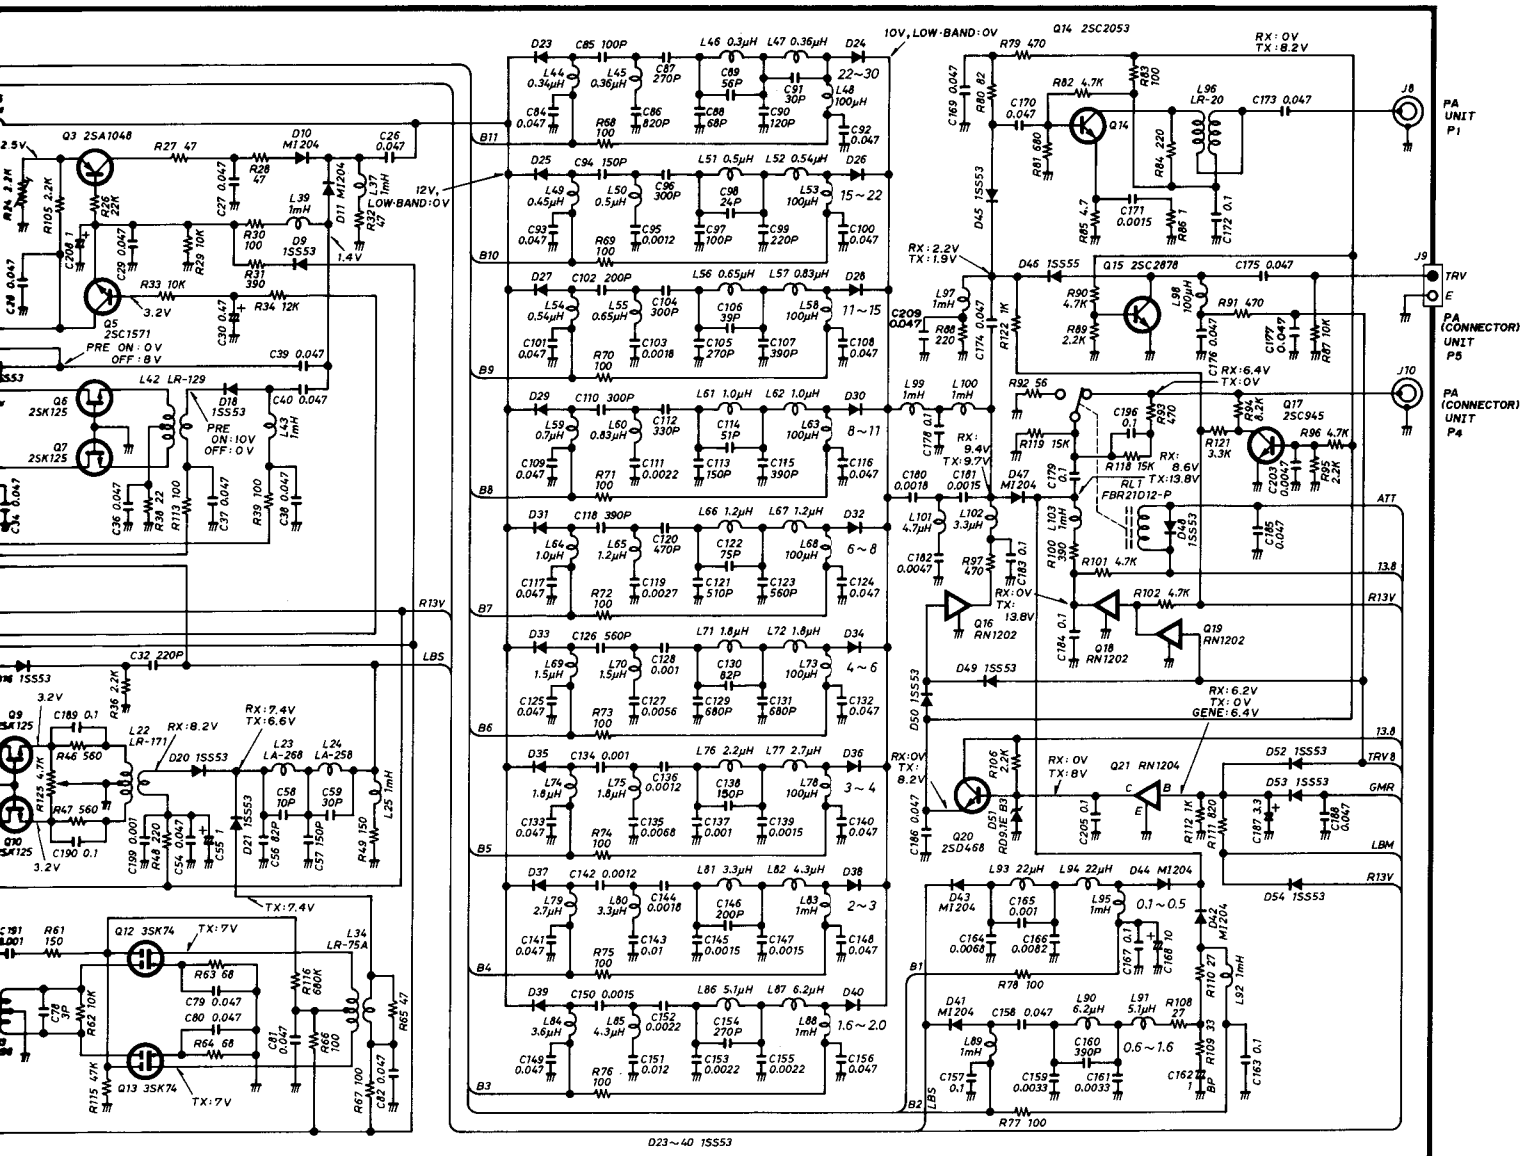 Q14 2SC2053
10V, LOW-BAND:0V
RX: 0V
TX: 8.2V
D23
C85 100P
L46 0.3µH
L47 0.36µH
D24
22~30
L44
0.34µH
L45
0.36µH
C87
270P
C89
56P
C91
30P
L48
100µH
C84
0.047
C86
820P
C88
68P
C90
120P
C92
0.047
R68
100
B11
D25
C94 150P
L51 0.5µH
L52 0.54µH
D26
15~22
L49
0.45µH
L50
0.5µH
C96
300P
C98
24P
L53
100µH
C93
0.047
C95
0.0012
C97
100P
C99
220P
C100
0.047
R69
100
B10
D27
C102 200P
L56 0.65µH
L57 0.83µH
D28
11~15
L54
0.54µH
L55
0.65µH
C104
300P
C106
39P
L58
100µH
C101
0.047
C103
0.0018
C105
270P
C107
390P
C108
0.047
R70
100
B9
D29
C110 300P
L61 1.0µH
L62 1.0µH
D30
8~11
L59
0.7µH
L60
0.83µH
C112
330P
C114
51P
L63
100µH
C109
0.047
C111
0.0022
C113
150P
C115
390P
C116
0.047
R71
100
B8
D31
C118 390P
L66 1.2µH
L67 1.2µH
D32
6~8
L64
1.0µH
L65
1.2µH
C120
470P
C122
75P
L68
100µH
C117
0.047
C119
0.0027
C121
510P
C123
560P
C124
0.047
R72
100
B7
D33
C126 560P
L71 1.8µH
L72 1.8µH
D34
4~6
L69
1.5µH
L70
1.5µH
C128
0.001
C130
82P
L73
100µH
C125
0.047
C127
0.0056
C129
680P
C131
680P
C132
0.047
R73
100
B6
D35
C134 0.001
L76 2.2µH
L77 2.7µH
D36
3~4
L74
1.8µH
L75
1.8µH
C136
0.0012
C138
150P
L78
100µH
C133
0.047
C135
0.0068
C137
0.001
C139
0.0015
C140
0.047
R74
100
B5
D37
C142 0.0012
L81 3.3µH
L82 4.3µH
D38
2~3
L79
2.7µH
L80
3.3µH
C144
0.0018
C146
200P
L83
1mH
C141
0.047
C143
0.01
C145
0.0015
C147
0.0015
C148
0.047
R75
100
B4
D39
C150 0.0015
L86 5.1µH
L87 6.2µH
D40
1.6~2.0
L84
3.6µH
L85
4.3µH
C152
0.0022
C154
270P
L88
1mH
C149
0.047
C151
0.012
C153
0.0022
C155
0.0022
C156
0.047
R76
100
B3
D23~40 1SS53
Q3 2SA1048
2.5V
R27 47
D10
MI204
C26
0.047
R24 2.2K
R105 2.2K
R26
22K
C27 0.047
R28
47
D11 MI204
L37
1mH
R32
47
12V,
LOW-BAND:0V
L39
1mH
C208 1
C29 0.047
R29 10K
R30
100
D9
1SS53
1.4V
R31
390
R33 10K
R34 12K
3.2V
C30 0.47
C28 0.047
Q5
2SC1571
PRE ON: 0V
OFF: 8V
C39 0.047
L42 LR-129
C40 0.047
Q6
2SK125
D18
1SS53
PRE
ON:10V
OFF:0V
L43
1mH
Q7
2SK125
C34 0.047
C36 0.047
R38 22
R113 100
C37 0.047
R39 100
C38 0.047
R13V
LBS
C32 220P
1SS53
R36 2.2K
Q9
3.2V
C189 0.1
L22
LR-171
RX:8.2V
RX:7.4V
TX:6.6V
R46 560
D20 1SS53
L23
LA-268
L24
LA-258
R125 4.7K
R47 560
C58
10P
C59
30P
L25 1mH
Q10
C190 0.1
3.2V
C199 0.001
R48 220
C54 0.047
C55 1
D21 1SS53
C56 82P
C57 150P
R49 150
TX:7.4V
C191
0.001
R61
150
Q12 3SK74
TX:7V
L34
LR-75A
R63 68
C79 0.047
R116
680K
C78
3P
R62 10K
C80 0.047
R64 68
C81
0.047
R66
100
R65 47
Q13 3SK74
R115 47K
TX:7V
R67 100
C82 0.047
R79 470
C169 0.047
R80 82
R82 4.7K
R83
100
L96
LR-20
C173 0.047
J8
PA
UNIT
P1
C170
0.047
Q14
R81 680
R84 220
D45 1SS53
C171
0.0015
R85 4.7
R86 1
C172 0.1
RX:2.2V
TX:1.9V
D46 1SS55
Q15 2SC2878
C175 0.047
J9
TRV
E
L97
1mH
R90
4.7K
L98
100µH
R91 470
C209
0.047
R88
220
C174 0.047
R122 1K
R89
2.2K
C176 0.047
C177
0.047
R87 10K
PA
(CONNECTOR)
UNIT
P5
RX:6.4V
TX:0V
J10
L99
1mH
L100
1mH
R92 56
C196
0.1
R93
470
R94
8.2K
Q17
2SC945
PA
(CONNECTOR)
UNIT
P4
C178 0.1
RX:
9.4V
TX:9.7V
R119 15K
R121
3.3K
R96 4.7K
C179
0.1
R118 15K
RX:
8.6V
TX:13.8V
C203
0.0047
R95
2.2K
C180
0.0018
C181
0.0015
D47
MI204
RL1
FBR21D12-P
ATT
L101
4.7µH
L102
3.3µH
L103
1mH
D48
1SS53
C185
0.047
C182
0.0047
R97
470
C183 0.1
R100
390
R101 4.7K
13.8
RX:0V
TX:
13.8V
R102 4.7K
R13V
Q16
RN1202
C184 0.1
Q18
RN1202
Q19
RN1202
D49 1SS53
D50 1SS53
RX:6.2V
TX:0V
GENE:6.4V
13.8
RX:0V
TX:
8.2V
R106
2.2K
RX: 0V
TX:8V
Q21 RN1204
C
B
E
D52 1SS53
TRV8
D53 1SS53
GMR
C186 0.047
Q20
2SD468
D51
RD9.1E B3
C205 0.1
R112 1K
R111 820
C187 3.3
C188
0.047
LBM
R13V
D54 1SS53
D43
MI204
L93 22µH
L94 22µH
D44 MI204
C165
0.001
L95
1mH
0.1~0.5
D42
MI204
C164
0.0068
C166
0.0082
C167 0.1
C168 10
B1
R78 100
R110 27
L92 1mH
D41
MI204
C158 0.047
L90
6.2µH
L91
5.1µH
R108
27
L89
1mH
C160
390P
0.6~1.6
R109 33
C157
0.1
C159
0.0033
C161
0.0033
C162
1
BP
C163 0.1
B2
LBS
R77 100